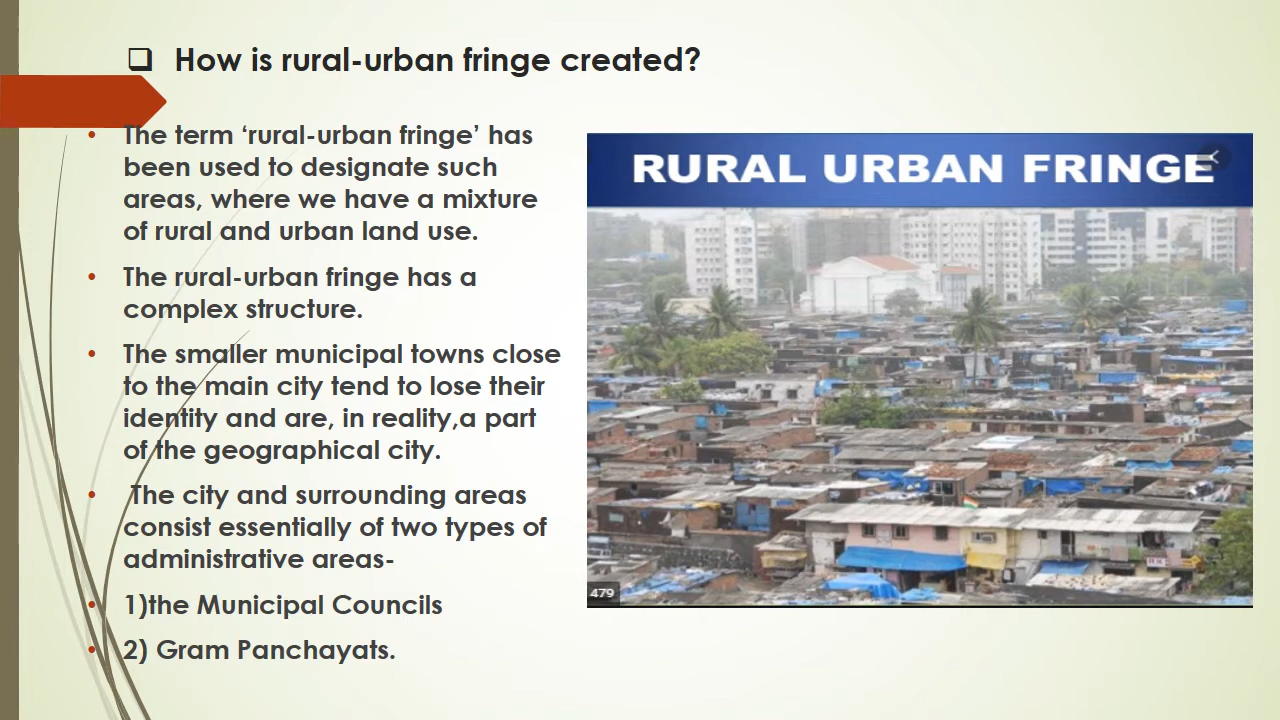 ❑ How is rural-urban fringe created?
• The term ‘rural-urban fringe’ has
been used to designate such
areas, where we have a mixture
of rural and urban land use.
• The rural-urban fringe has a
complex structure.
• The smaller municipal towns close
to the main city tend to lose their
identity and are, in reality,a part
of the geographical city.
• The city and surrounding areas
consist essentially of two types of
administrative areas-
• 1)the Municipal Councils
• 2) Gram Panchayats.
RURAL URBAN FRINGE
479